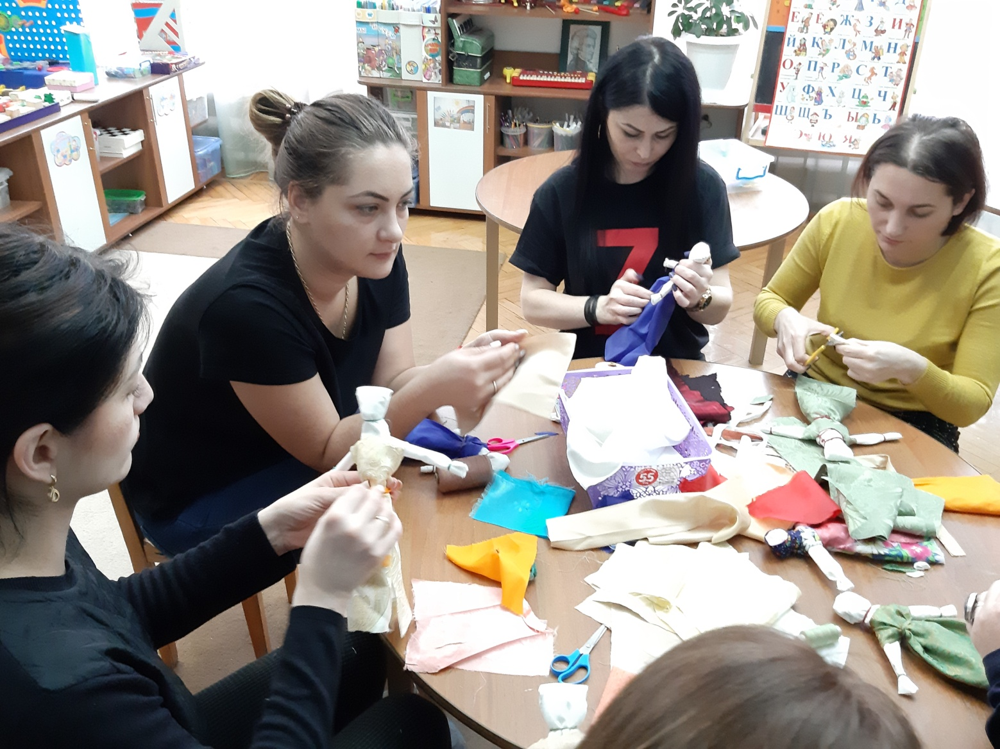 Е Ё Ж З И
Й К Л М Н
О П Р С Т
У Ф Х Ц Ч
Ш Щ Ъ Ы Ь
Э Ю Я
Z
55